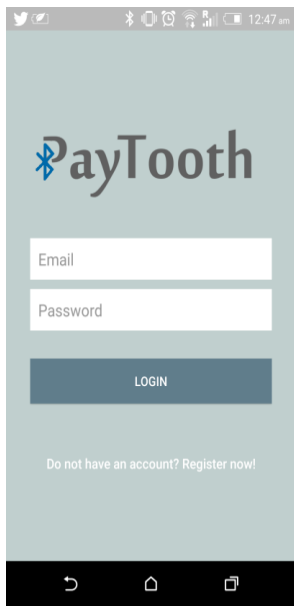 R 12:47 am
PayTooth
Email
Password
LOGIN
Do not have an account? Register now!